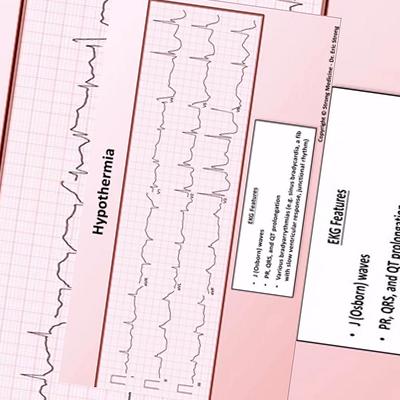 Hypothermia
EKG Features
• J (Osborn) waves
• PR, QRS, and QT prolongation
• Various bradyarrythmias (e.g. sinus bradycardia, a fib
with slow ventricular response, junctional rhythm)
Copyright © Strong Medicine - Dr. Eric Strong
EKG Features
• J (Osborn) waves
• PR, QRS, and QT prolongation